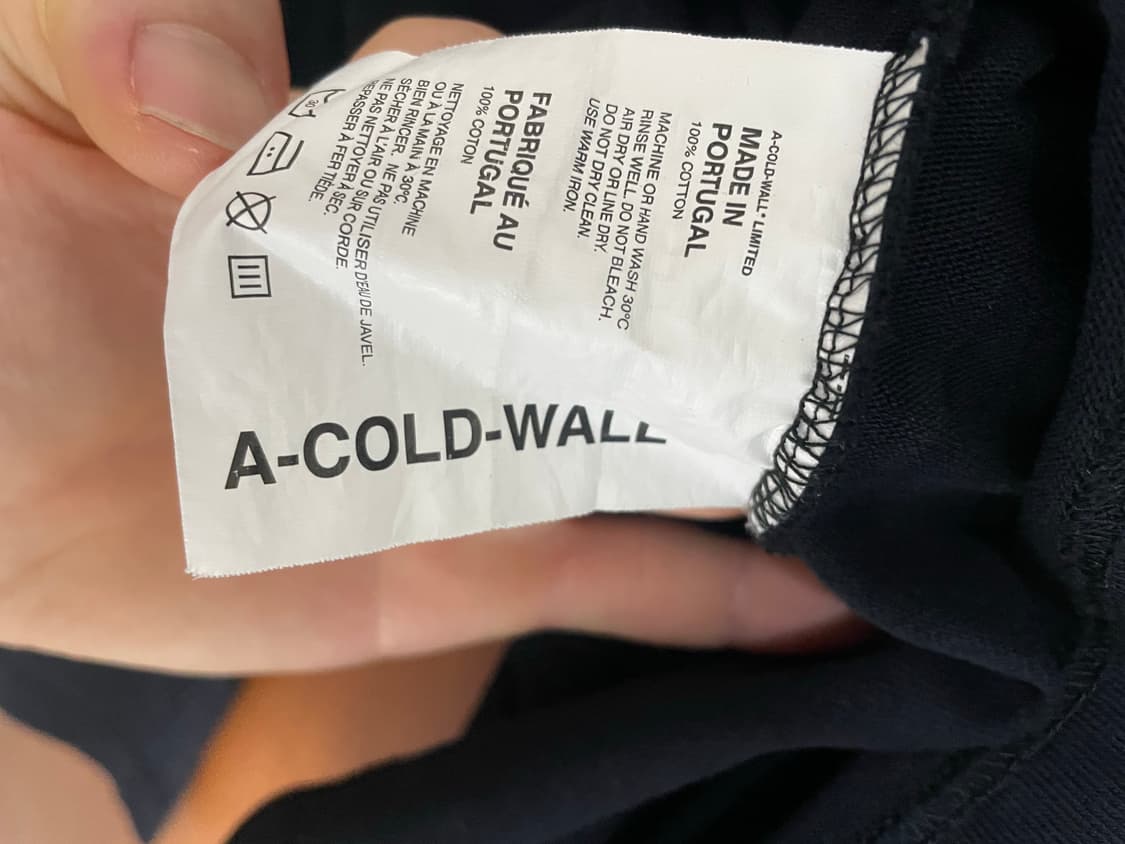 A-COLD-WALL* LIMITED
MADE IN
PORTUGAL
100% COTTON
MACHINE OR HAND WASH 30°C
RINSE WELL. DO NOT BLEACH.
AIR DRY OR LINE DRY.
DO NOT DRY CLEAN.
USE WARM IRON.
FABRIQUÉ AU
PORTUGAL
100% COTON
NETTOYAGE EN MACHINE
OU À LA MAIN À 30°C
BIEN RINCER. NE PAS UTILISER D'EAU DE JAVEL.
SÉCHER À L'AIR OU SUR CORDE.
NE PAS NETTOYER À SEC.
REPASSER À FER TIÈDE.
30
A-COLD-WALL